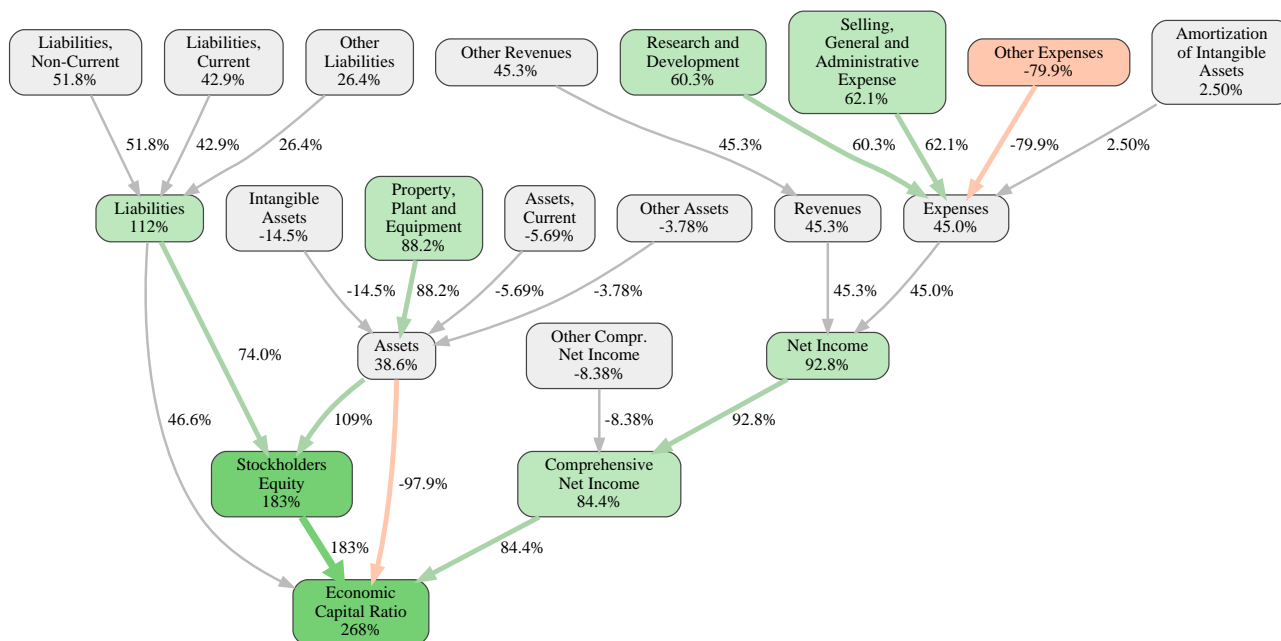 Liabilities,
Non-Current
51.8%
Liabilities,
Current
42.9%
Other
Liabilities
26.4%
Other Revenues
45.3%
Research and
Development
60.3%
Selling,
General and
Administrative
Expense
62.1%
Other Expenses
-79.9%
Amortization
of Intangible
Assets
2.50%
51.8%
42.9%
26.4%
45.3%
60.3%
62.1%
-79.9%
2.50%
Liabilities
112%
Intangible
Assets
-14.5%
Property,
Plant and
Equipment
88.2%
Assets,
Current
-5.69%
Other Assets
-3.78%
Revenues
45.3%
Expenses
45.0%
-14.5%
88.2%
-5.69%
-3.78%
45.3%
45.0%
74.0%
Assets
38.6%
Other Compr.
Net Income
-8.38%
Net Income
92.8%
46.6%
109%
-97.9%
-8.38%
92.8%
Stockholders
Equity
183%
Comprehensive
Net Income
84.4%
183%
84.4%
Economic
Capital Ratio
268%